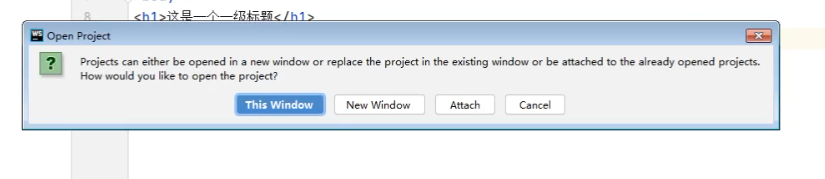 8
<h1>这是一个一级标题</h1>
WS Open Project
Projects can either be opened in a new window or replace the project in the existing window or be attached to the already opened projects.
How would you like to open the project?
This Window New Window Attach Cancel